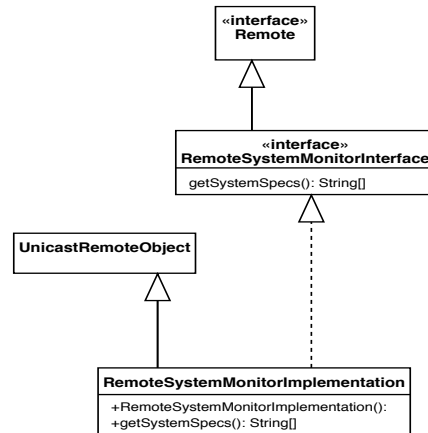 «interface»
Remote
«interface»
RemoteSystemMonitorInterface
getSystemSpecs(): String[]
UnicastRemoteObject
RemoteSystemMonitorImplementation
+RemoteSystemMonitorImplementation():
+getSystemSpecs(): String[]